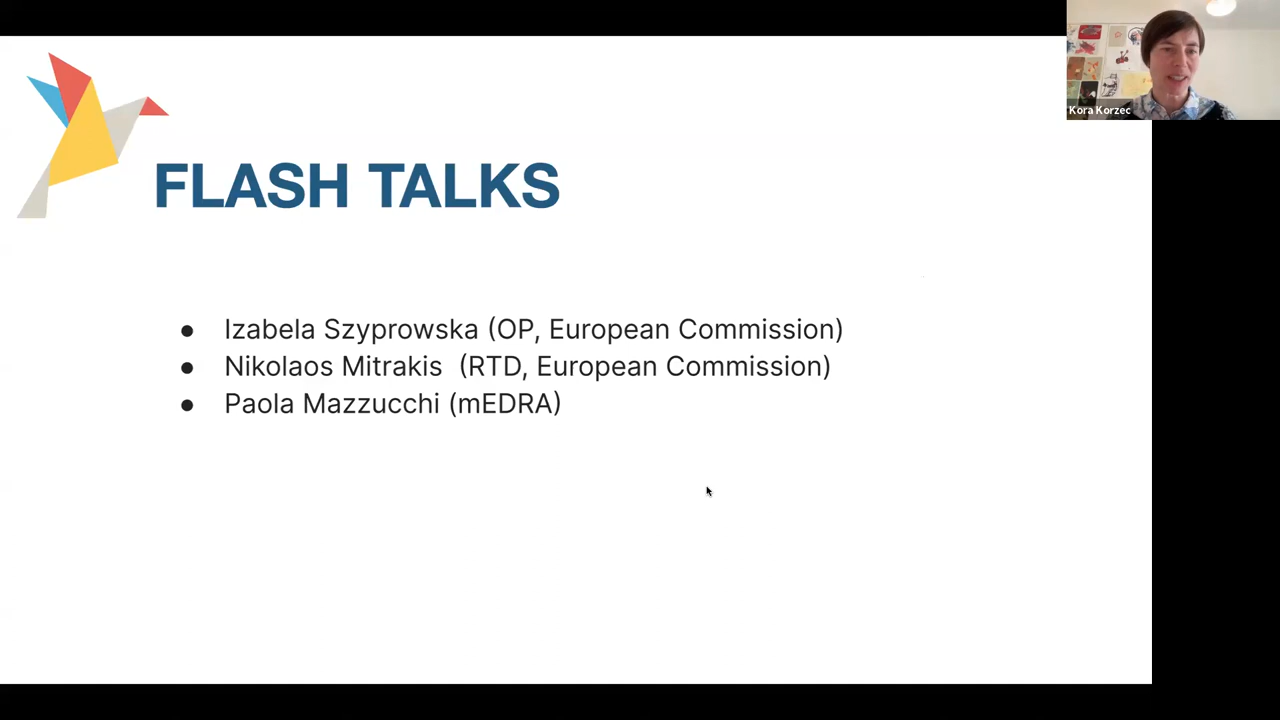 Kora Korzec
FLASH TALKS
● Izabela Szyprowska (OP, European Commission)
● Nikolaos Mitrakis (RTD, European Commission)
● Paola Mazzucchi (mEDRA)